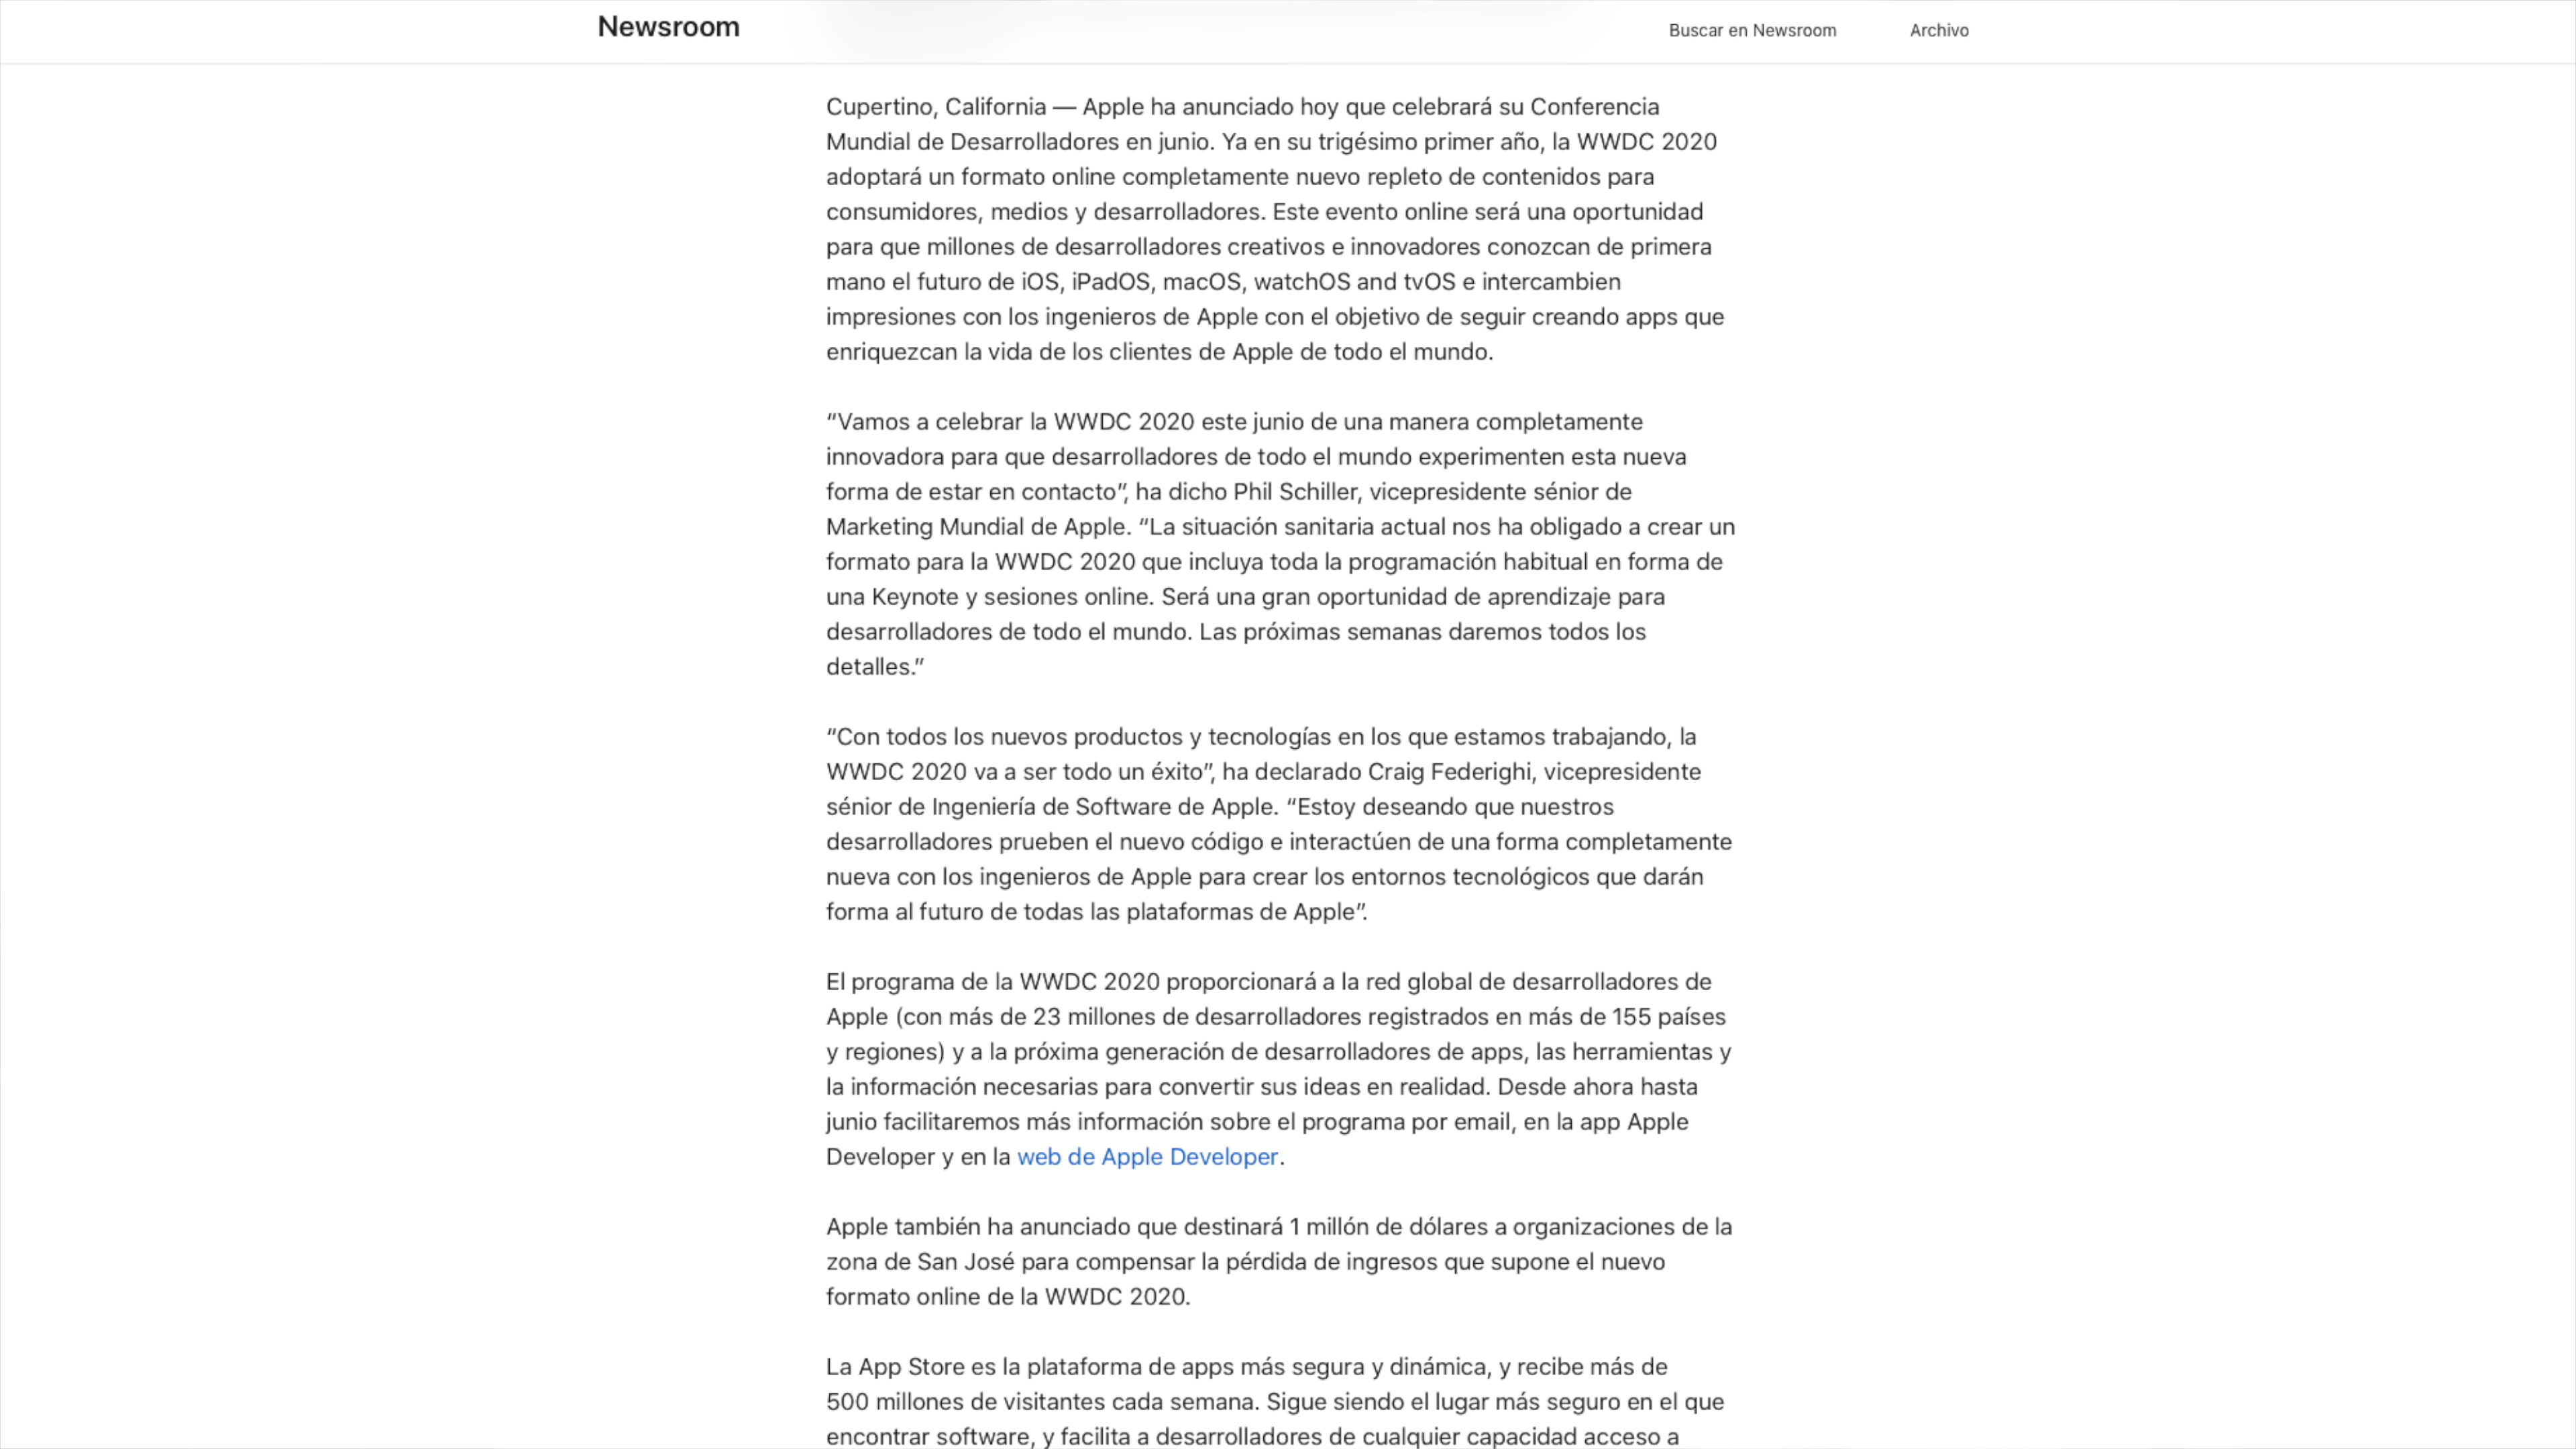 Newsroom
Buscar en Newsroom
Archivo
Cupertino, California — Apple ha anunciado hoy que celebrará su Conferencia
Mundial de Desarrolladores en junio. Ya en su trigésimo primer año, la WWDC 2020
adoptará un formato online completamente nuevo repleto de contenidos para
consumidores, medios y desarrolladores. Este evento online será una oportunidad
para que millones de desarrolladores creativos e innovadores conozcan de primera
mano el futuro de iOS, iPadOS, macOS, watchOS and tvOS e intercambien
impresiones con los ingenieros de Apple con el objetivo de seguir creando apps que
enriquezcan la vida de los clientes de Apple de todo el mundo.
“Vamos a celebrar la WWDC 2020 este junio de una manera completamente
innovadora para que desarrolladores de todo el mundo experimenten esta nueva
forma de estar en contacto”, ha dicho Phil Schiller, vicepresidente sénior de
Marketing Mundial de Apple. “La situación sanitaria actual nos ha obligado a crear un
formato para la WWDC 2020 que incluya toda la programación habitual en forma de
una Keynote y sesiones online. Será una gran oportunidad de aprendizaje para
desarrolladores de todo el mundo. Las próximas semanas daremos todos los
detalles.”
“Con todos los nuevos productos y tecnologías en los que estamos trabajando, la
WWDC 2020 va a ser todo un éxito”, ha declarado Craig Federighi, vicepresidente
sénior de Ingeniería de Software de Apple. “Estoy deseando que nuestros
desarrolladores prueben el nuevo código e interactúen de una forma completamente
nueva con los ingenieros de Apple para crear los entornos tecnológicos que darán
forma al futuro de todas las plataformas de Apple”.
El programa de la WWDC 2020 proporcionará a la red global de desarrolladores de
Apple (con más de 23 millones de desarrolladores registrados en más de 155 países
y regiones) y a la próxima generación de desarrolladores de apps, las herramientas y
la información necesarias para convertir sus ideas en realidad. Desde ahora hasta
junio facilitaremos más información sobre el programa por email, en la app Apple
Developer y en la web de Apple Developer.
Apple también ha anunciado que destinará 1 millón de dólares a organizaciones de la
zona de San José para compensar la pérdida de ingresos que supone el nuevo
formato online de la WWDC 2020.
La App Store es la plataforma de apps más segura y dinámica, y recibe más de
500 millones de visitantes cada semana. Sigue siendo el lugar más seguro en el que
encontrar software, y facilita a desarrolladores de cualquier capacidad acceso a